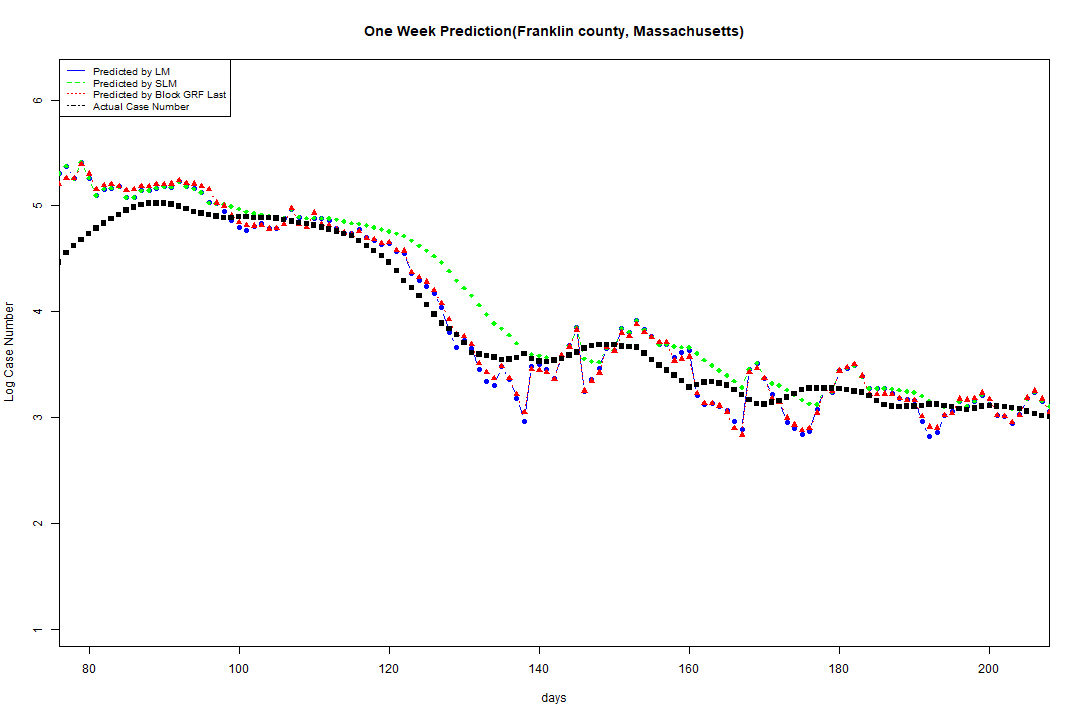 One Week Prediction(Franklin county, Massachusetts)
Predicted by LM
Predicted by SLM
Predicted by Block GRF Last
Actual Case Number
6
5
4
3
2
1
Log Case Number
80 100 120 140 160 180 200
days